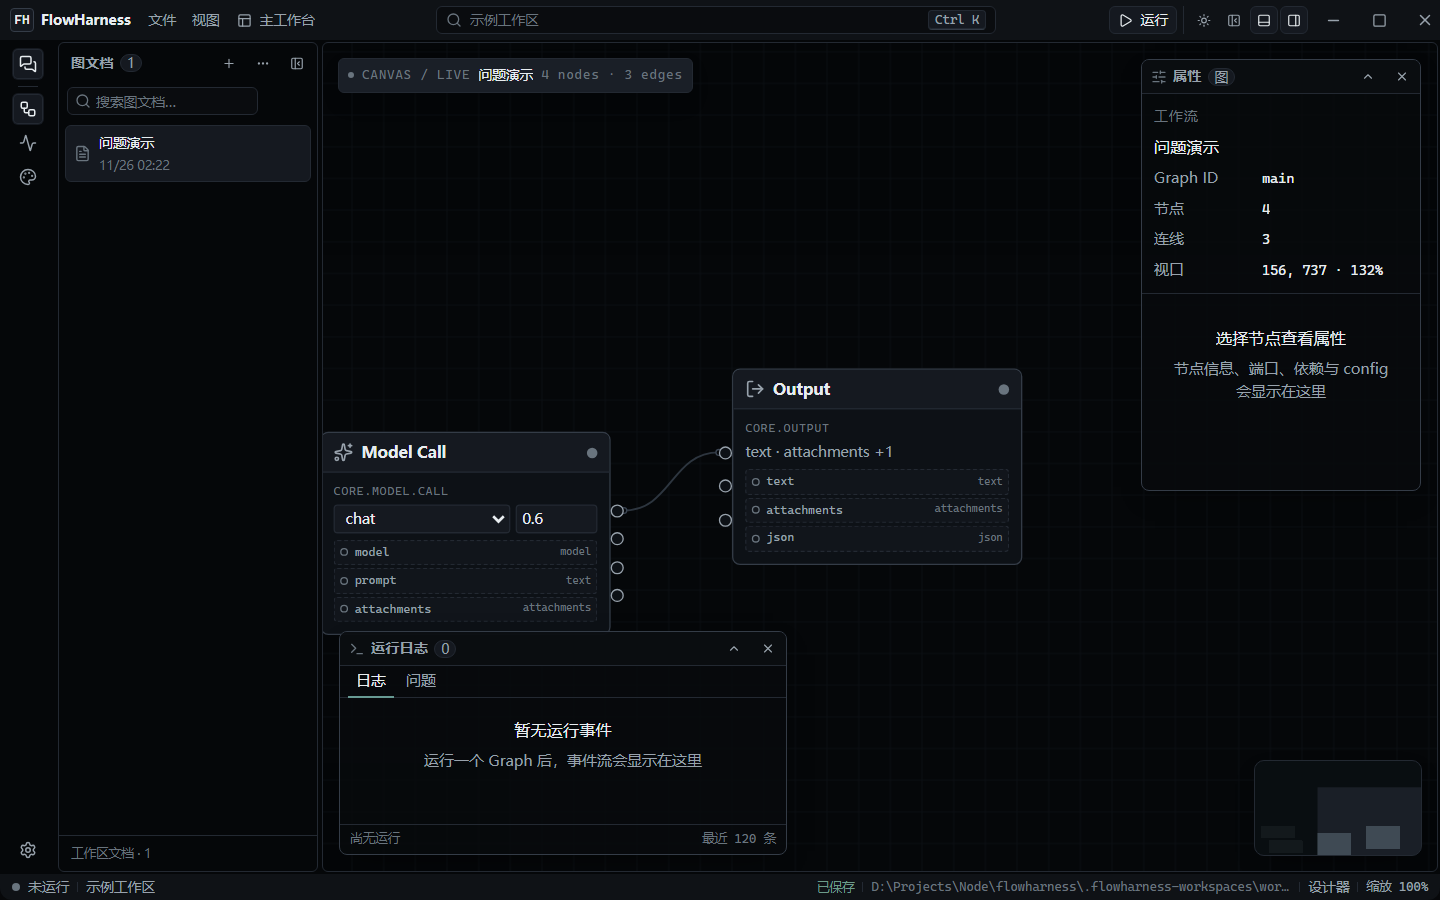 FH FlowHarness 文件 视图 主工作台 示例工作区 Ctrl K 运行
图文档 1
搜索图文档...
问题演示
11/26 02:22
工作区文档 · 1
CANVAS / LIVE 问题演示 4 nodes · 3 edges
Model Call
CORE.MODEL.CALL
chat 0.6
model model
prompt text
attachments attachments
Output
CORE.OUTPUT
text · attachments +1
text text
attachments attachments
json json
运行日志 0
日志 问题
暂无运行事件
运行一个 Graph 后，事件流会显示在这里
尚无运行 最近 120 条
属性 图
工作流
问题演示
Graph ID main
节点 4
连线 3
视口 156, 737 · 132%
选择节点查看属性
节点信息、端口、依赖与 config
会显示在这里
未运行 示例工作区 已保存 D:\Projects\Node\flowharness\.flowharness-workspaces\wor… 设计器 缩放 100%